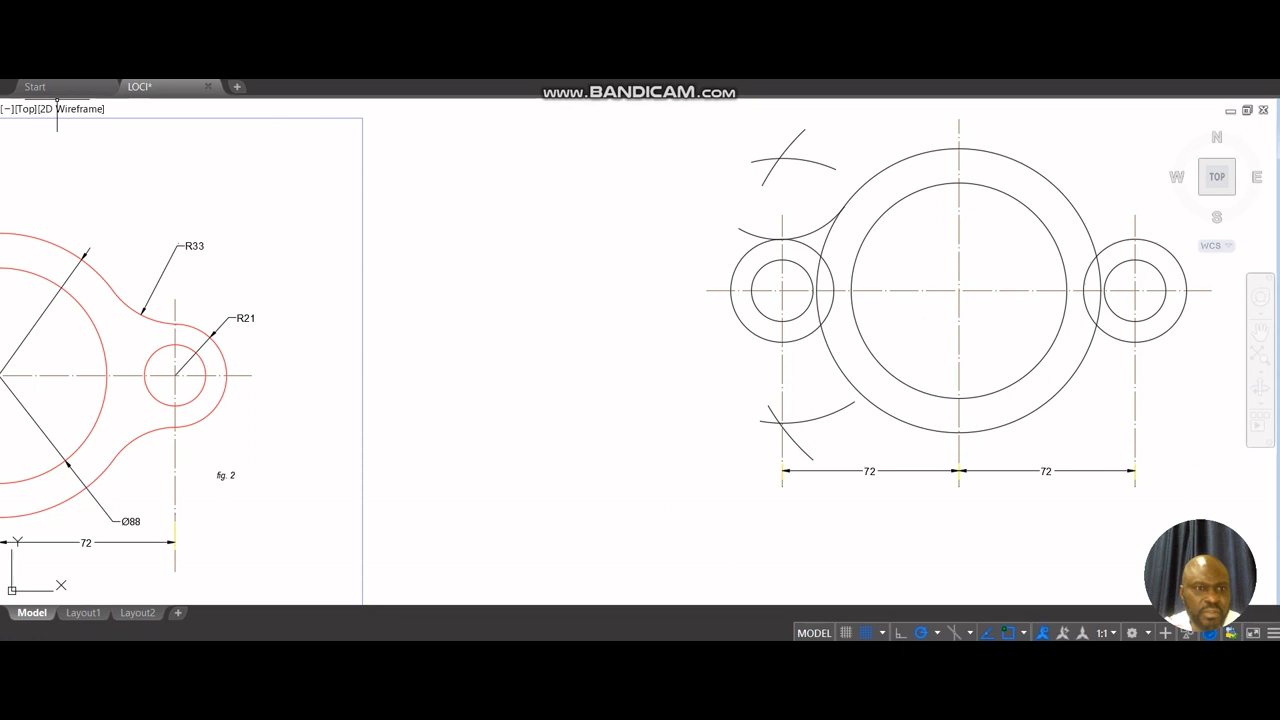 Start
LOCI*
+
www.BANDICAM.com
[−][Top][2D Wireframe]
N
W
TOP
E
S
WCS
R33
R21
fig. 2
Ø88
72
72
72
Y
X
Model
Layout1
Layout2
+
MODEL
1:1